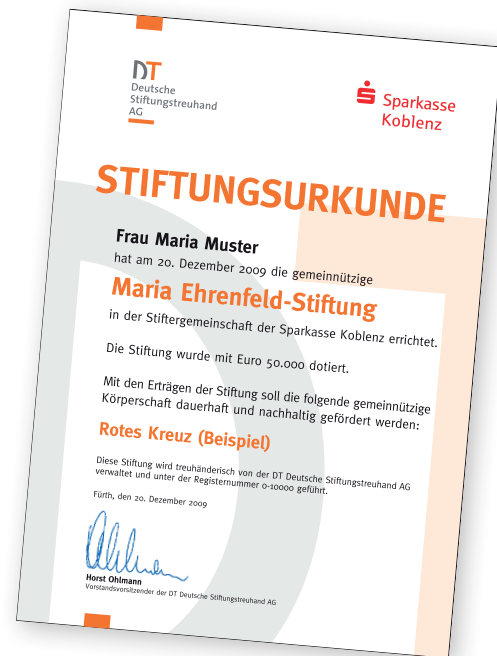 DT
Deutsche
Stiftungstreuhand
AG
Sparkasse
Koblenz
STIFTUNGSURKUNDE
Frau Maria Muster
hat am 20. Dezember 2009 die gemeinnützige
Maria Ehrenfeld-Stiftung
in der Stiftergemeinschaft der Sparkasse Koblenz errichtet.
Die Stiftung wurde mit Euro 50.000 dotiert.
Mit den Erträgen der Stiftung soll die folgende gemeinnützige
Körperschaft dauerhaft und nachhaltig gefördert werden:
Rotes Kreuz (Beispiel)
Diese Stiftung wird treuhänderisch von der DT Deutsche Stiftungstreuhand AG
verwaltet und unter der Registernummer 0-10000 geführt.
Fürth, den 20. Dezember 2009
Horst Ohlmann
Vorstandsvorsitzender der DT Deutsche Stiftungstreuhand AG